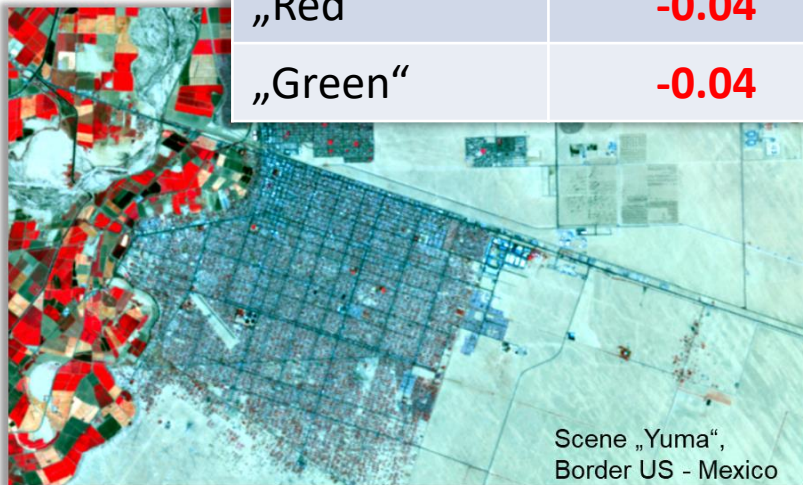 „Red -0.04
„Green“ -0.04
Scene „Yuma“,
Border US - Mexico